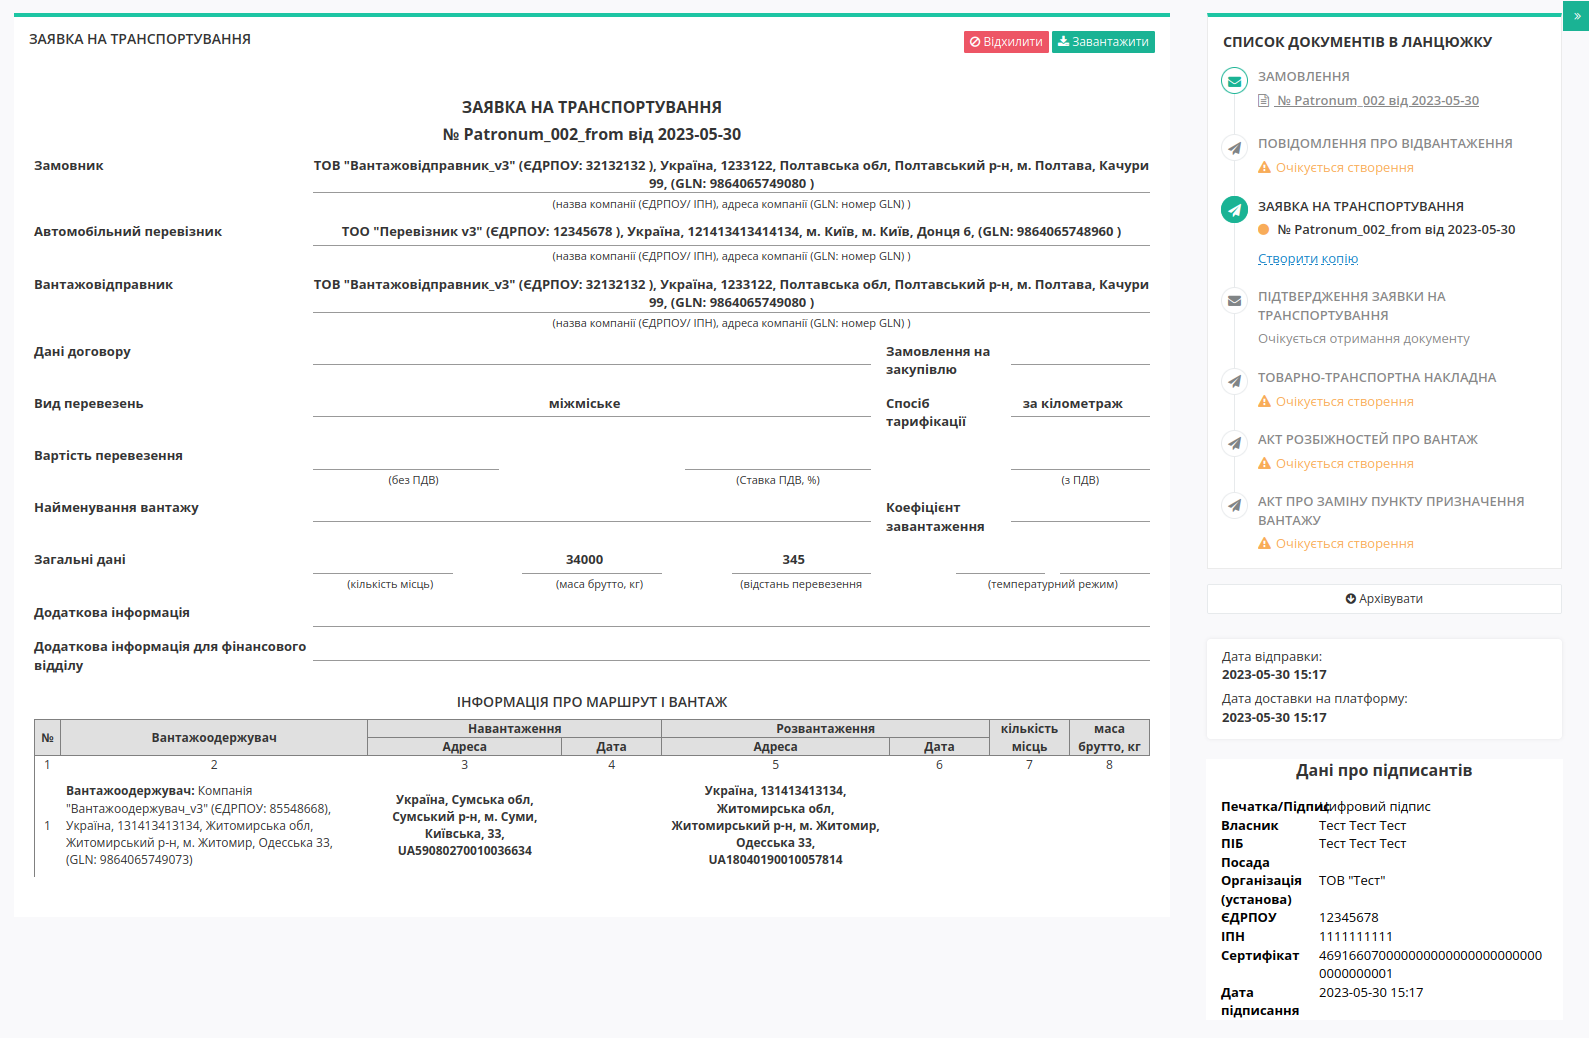 ЗАЯВКА НА ТРАНСПОРТУВАННЯ
Відхилити
Завантажити
ЗАЯВКА НА ТРАНСПОРТУВАННЯ
№ Patronum_002_from від 2023-05-30
Замовник
ТОВ "Вантажовідправник_v3" (ЄДРПОУ: 32132132 ), Україна, 1233122, Полтавська обл, Полтавський р-н, м. Полтава, Качури
99, (GLN: 9864065749080 )
(назва компанії (ЄДРПОУ/ ІПН), адреса компанії (GLN: номер GLN) )
Автомобільний перевізник
ТОО "Перевізник v3" (ЄДРПОУ: 12345678 ), Україна, 121413413414134, м. Київ, м. Київ, Донця 6, (GLN: 9864065748960 )
(назва компанії (ЄДРПОУ/ ІПН), адреса компанії (GLN: номер GLN) )
Вантажовідправник
ТОВ "Вантажовідправник_v3" (ЄДРПОУ: 32132132 ), Україна, 1233122, Полтавська обл, Полтавський р-н, м. Полтава, Качури
99, (GLN: 9864065749080 )
(назва компанії (ЄДРПОУ/ ІПН), адреса компанії (GLN: номер GLN) )
Дані договору
Замовлення на
закупівлю
Вид перевезень
міжміське
Спосіб
тарифікації
за кілометраж
Вартість перевезення
(без ПДВ)
(Ставка ПДВ, %)
(з ПДВ)
Найменування вантажу
Коефіцієнт
завантаження
Загальні дані
34000
345
(кількість місць)
(маса брутто, кг)
(відстань перевезення
(температурний режим)
Додаткова інформація
Додаткова інформація для фінансового
відділу
ІНФОРМАЦІЯ ПРО МАРШРУТ І ВАНТАЖ
№
Вантажоодержувач
Навантаження
Розвантаження
кількість
місць
маса
брутто, кг
Адреса
Дата
Адреса
Дата
1 2 3 4 5 6 7 8
1
Вантажоодержувач: Компанія
"Вантажоодержувач_v3" (ЄДРПОУ: 85548668),
Україна, 131413413134, Житомирська обл,
Житомирський р-н, м. Житомир, Одесська 33,
(GLN: 9864065749073)
Україна, Сумська обл,
Сумський р-н, м. Суми,
Київська, 33,
UA59080270010036634
Україна, 131413413134,
Житомирська обл,
Житомирський р-н, м. Житомир,
Одесська 33,
UA18040190010057814
СПИСОК ДОКУМЕНТІВ В ЛАНЦЮЖКУ
ЗАМОВЛЕННЯ
№ Patronum_002 від 2023-05-30
ПОВІДОМЛЕННЯ ПРО ВІДВАНТАЖЕННЯ
Очікується створення
ЗАЯВКА НА ТРАНСПОРТУВАННЯ
№ Patronum_002_from від 2023-05-30
Створити копію
ПІДТВЕРДЖЕННЯ ЗАЯВКИ НА
ТРАНСПОРТУВАННЯ
Очікується отримання документу
ТОВАРНО-ТРАНСПОРТНА НАКЛАДНА
Очікується створення
АКТ РОЗБІЖНОСТЕЙ ПРО ВАНТАЖ
Очікується створення
АКТ ПРО ЗАМІНУ ПУНКТУ ПРИЗНАЧЕННЯ
ВАНТАЖУ
Очікується створення
Архівувати
Дата відправки:
2023-05-30 15:17
Дата доставки на платформу:
2023-05-30 15:17
Дані про підписантів
Печатка/Підпис Цифровий підпис
Власник Тест Тест Тест
ПІБ Тест Тест Тест
Посада
Організація ТОВ "Тест"
(установа)
ЄДРПОУ 12345678
ІПН 1111111111
Сертифікат 469166070000000000000000000000
0000000001
Дата 2023-05-30 15:17
підписання